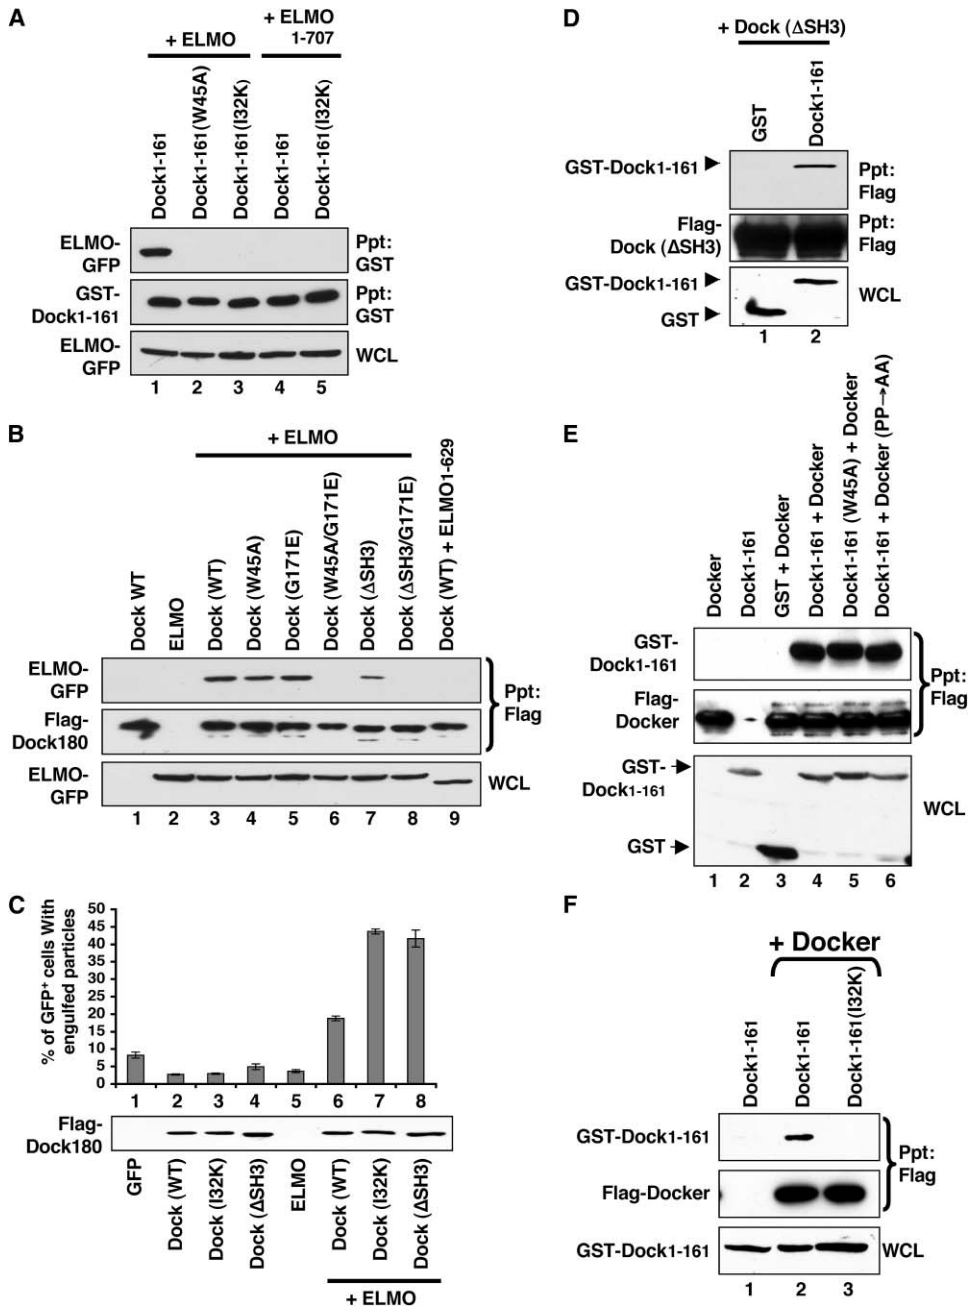 A
+ ELMO
+ ELMO
1-707
Dock1-161
Dock1-161(W45A)
Dock1-161(I32K)
Dock1-161
Dock1-161(I32K)
ELMO-
GFP
Ppt:
GST
GST-
Dock1-161
Ppt:
GST
ELMO-
GFP
WCL
1 2 3 4 5
B
+ ELMO
Dock WT
ELMO
Dock (WT)
Dock (W45A)
Dock (G171E)
Dock (W45A/G171E)
Dock (ΔSH3)
Dock (ΔSH3/G171E)
Dock (WT) + ELMO1-629
ELMO-
GFP
Flag-
Dock180
Ppt:
Flag
ELMO-
GFP
WCL
1 2 3 4 5 6 7 8 9
C
% of GFP+ cells With
engulfed particles
50
45
40
35
30
25
20
15
10
5
0
1 2 3 4 5 6 7 8
Flag-
Dock180
GFP
Dock (WT)
Dock (I32K)
Dock (ΔSH3)
ELMO
Dock (WT)
Dock (I32K)
Dock (ΔSH3)
+ ELMO
D
+ Dock (ΔSH3)
GST
Dock1-161
GST-Dock1-161
Ppt:
Flag
Flag-
Dock (ΔSH3)
Ppt:
Flag
GST-Dock1-161
GST
WCL
1 2
E
Docker
Dock1-161
GST + Docker
Dock1-161 + Docker
Dock1-161 (W45A) + Docker
Dock1-161 + Docker (PP→AA)
GST-
Dock1-161
Flag-
Docker
Ppt:
Flag
GST-
Dock1-161
GST
WCL
1 2 3 4 5 6
F
+ Docker
Dock1-161
Dock1-161
Dock1-161(I32K)
GST-Dock1-161
Flag-Docker
Ppt:
Flag
GST-Dock1-161
WCL
1 2 3